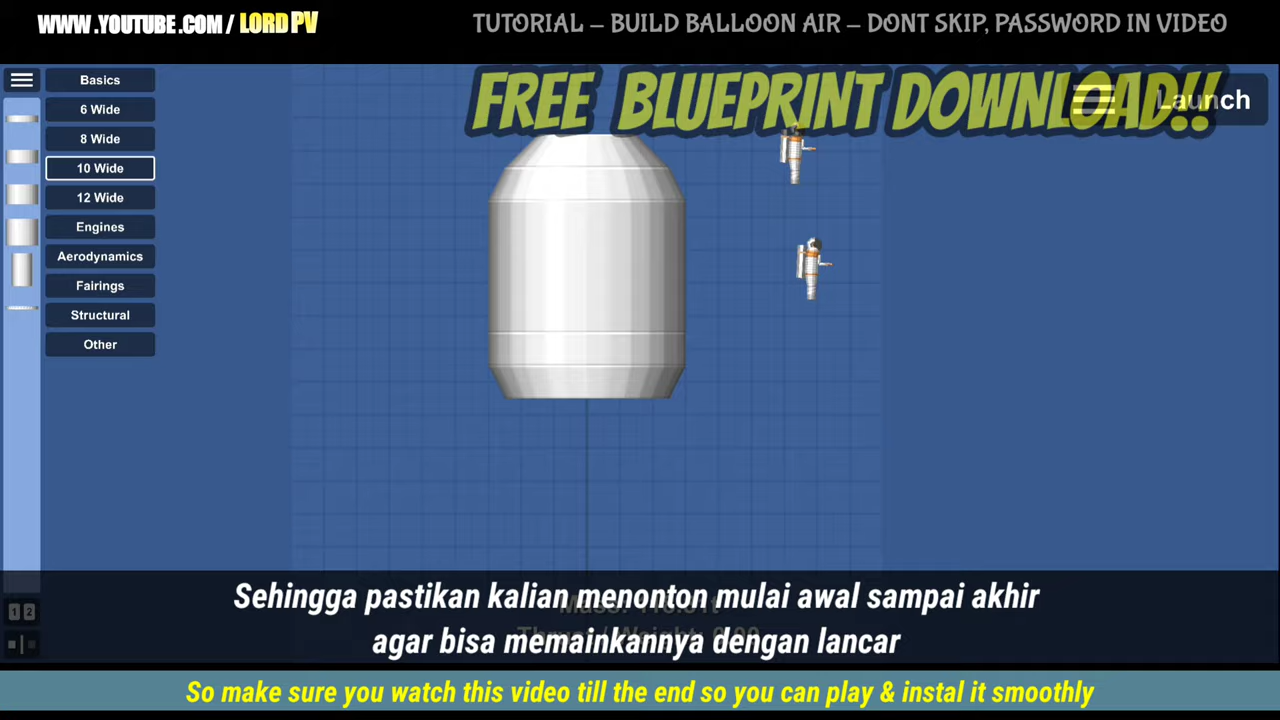 WWW.YOUTUBE.COM/ LORD PV
TUTORIAL – BUILD BALLOON AIR – DONT SKIP, PASSWORD IN VIDEO
FREE BLUEPRINT DOWNLOAD!!
Launch
Basics
6 Wide
8 Wide
10 Wide
12 Wide
Engines
Aerodynamics
Fairings
Structural
Other
1 2
Sehingga pastikan kalian menonton mulai awal sampai akhir
agar bisa memainkannya dengan lancar
So make sure you watch this video till the end so you can play & instal it smoothly